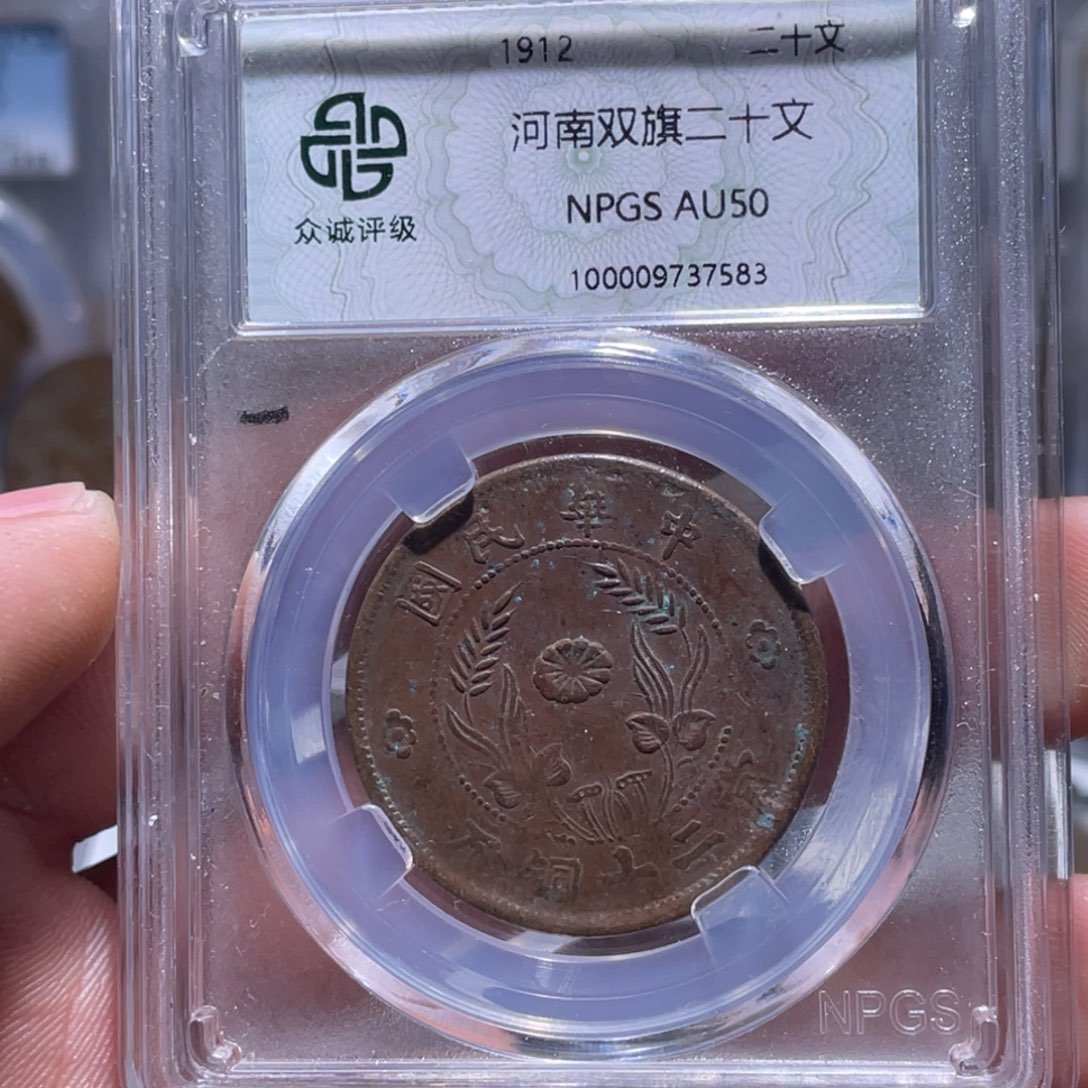 1912 二十文
河南双旗二十文
NPGS AU50
众诚评级
100009737583
國民華中
二十銅元
NPGS